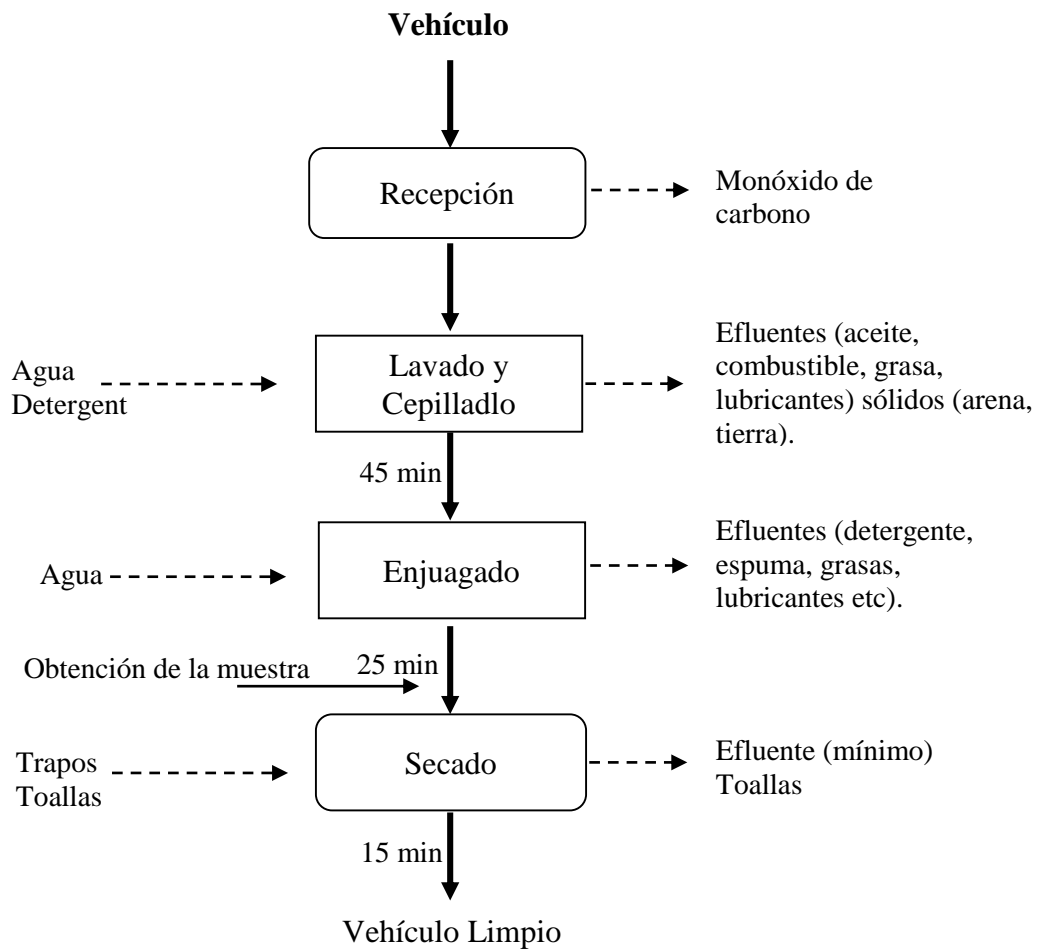 Vehículo
Recepción
Monóxido de
carbono
Agua
Detergent
Lavado y
Cepilladlo
Efluentes (aceite,
combustible, grasa,
lubricantes) sólidos (arena,
tierra).
45 min
Agua
Enjuagado
Efluentes (detergente,
espuma, grasas,
lubricantes etc).
Obtención de la muestra
25 min
Trapos
Toallas
Secado
Efluente (mínimo)
Toallas
15 min
Vehículo Limpio